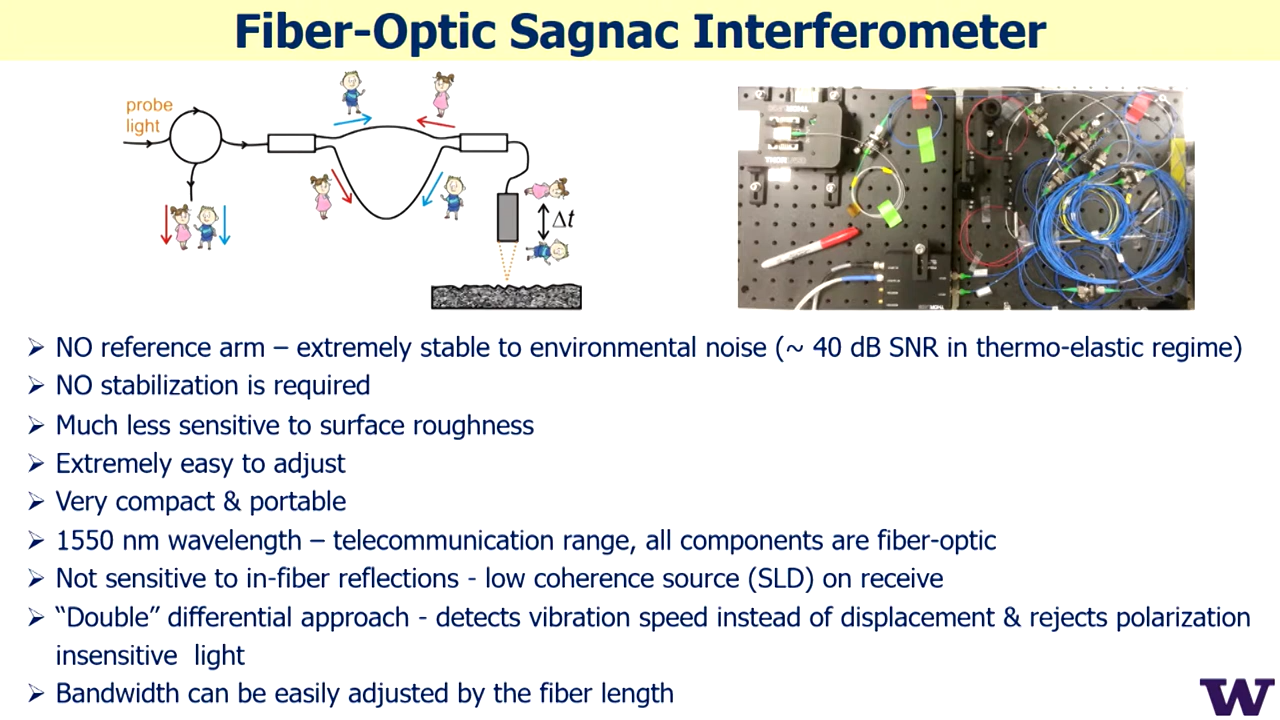 Fiber-Optic Sagnac Interferometer
probe
light
Δt
➢ NO reference arm – extremely stable to environmental noise (~ 40 dB SNR in thermo-elastic regime)
➢ NO stabilization is required
➢ Much less sensitive to surface roughness
➢ Extremely easy to adjust
➢ Very compact & portable
➢ 1550 nm wavelength – telecommunication range, all components are fiber-optic
➢ Not sensitive to in-fiber reflections - low coherence source (SLD) on receive
➢ “Double” differential approach - detects vibration speed instead of displacement & rejects polarization
insensitive light
➢ Bandwidth can be easily adjusted by the fiber length
W